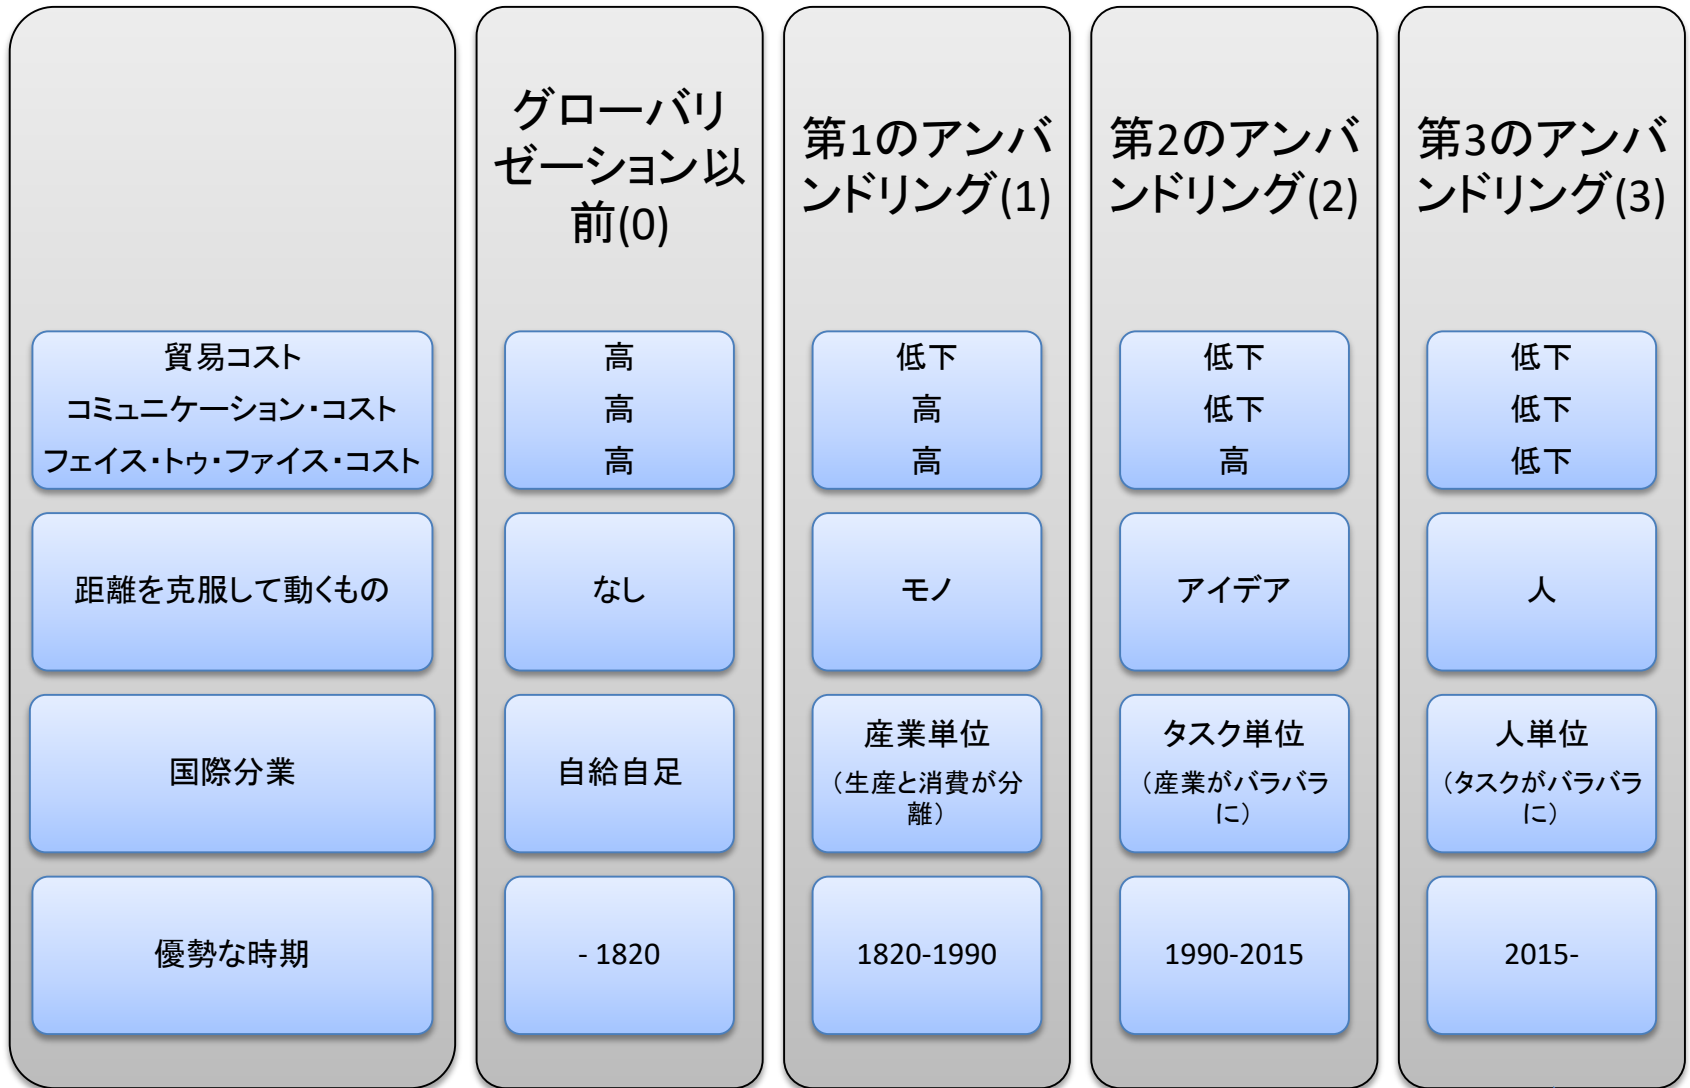 グローバリ
ゼーション以
前(0)
第1のアンバ
ンドリング(1)
第2のアンバ
ンドリング(2)
第3のアンバ
ンドリング(3)
貿易コスト
コミュニケーション・コスト
フェイス・トゥ・ファイス・コスト
高
高
高
低下
高
高
低下
低下
高
低下
低下
低下
距離を克服して動くもの
なし
モノ
アイデア
人
国際分業
自給自足
産業単位
（生産と消費が分
離）
タスク単位
（産業がバラバラ
に）
人単位
（タスクがバラバラ
に）
優勢な時期
- 1820
1820-1990
1990-2015
2015-